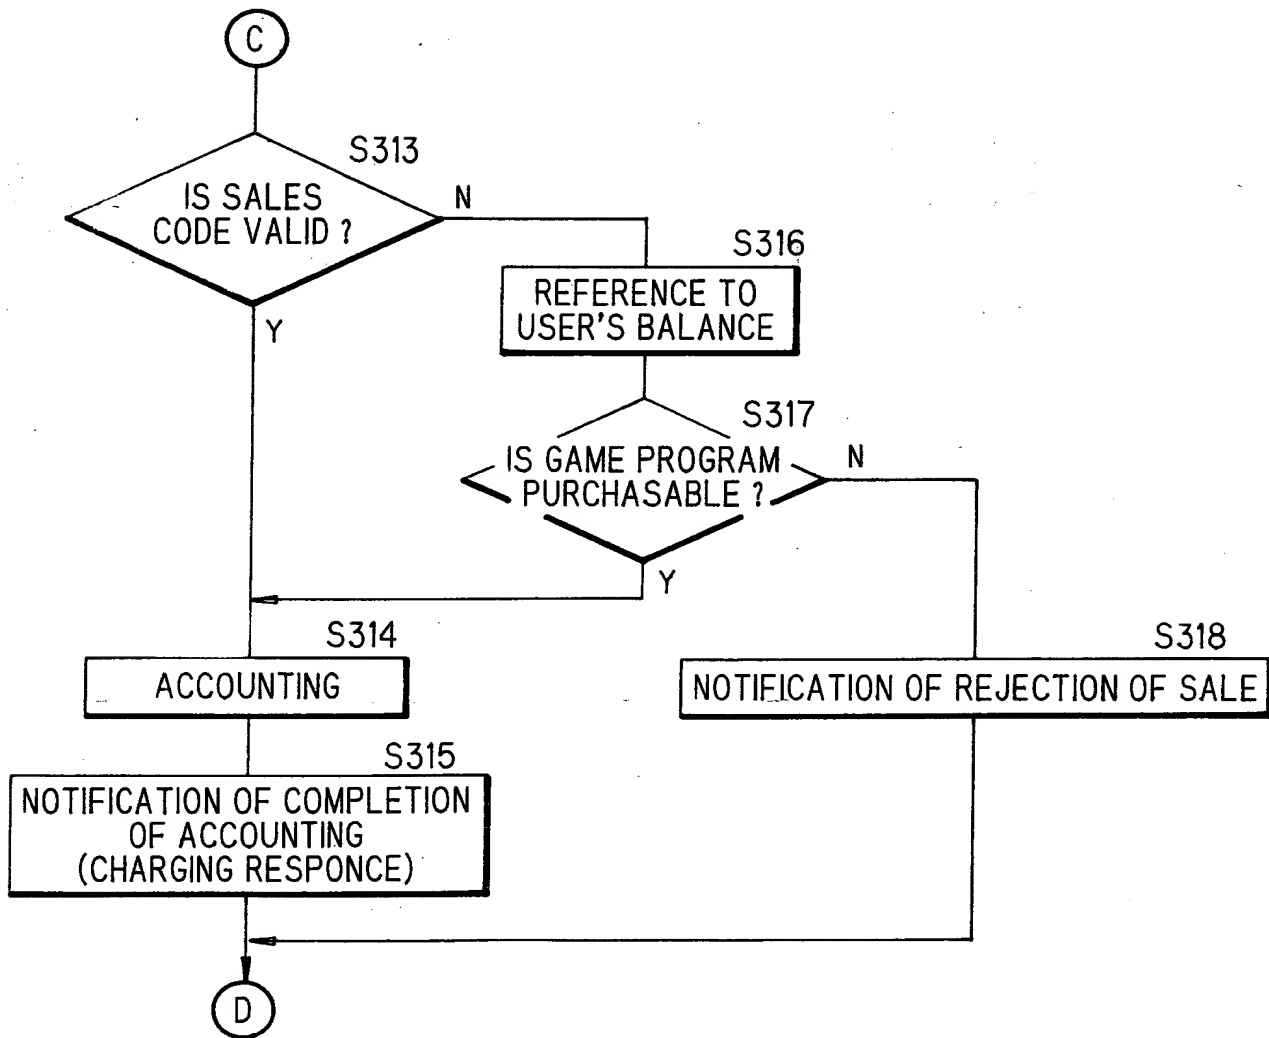 C
S313
IS SALES
CODE VALID ?
N
Y
S316
REFERENCE TO
USER'S BALANCE
S317
IS GAME PROGRAM
PURCHASABLE ?
N
Y
S314
ACCOUNTING
S318
NOTIFICATION OF REJECTION OF SALE
S315
NOTIFICATION OF COMPLETION
OF ACCOUNTING
(CHARGING RESPONCE)
D